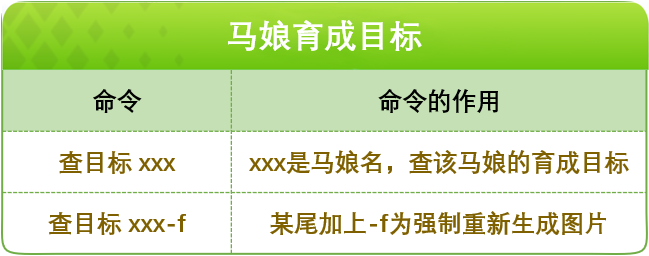 马娘育成目标
命令 命令的作用
查目标 xxx xxx是马娘名，查该马娘的育成目标
查目标 xxx-f 某尾加上-f为强制重新生成图片